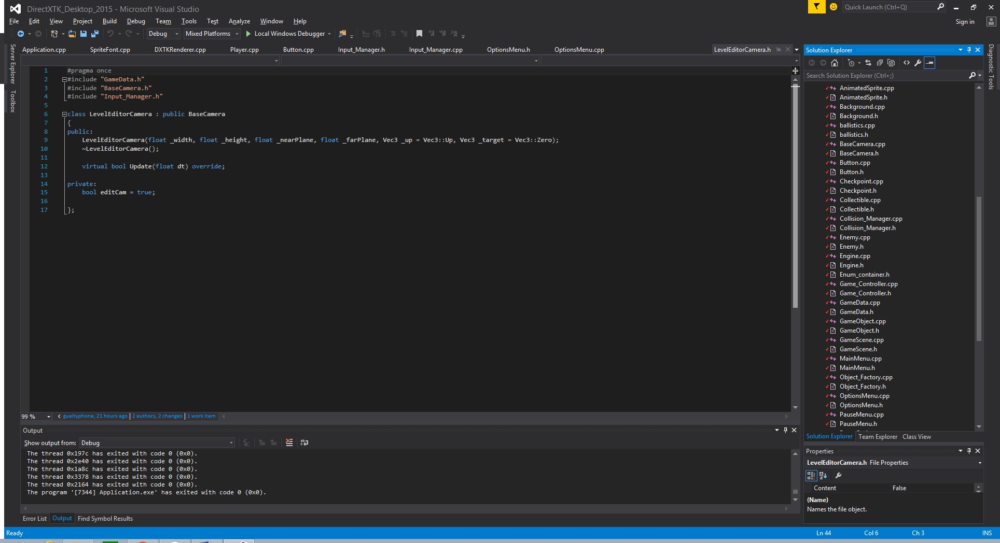 DirectXTK_Desktop_2015 - Microsoft Visual Studio
Quick Launch (Ctrl+Q)
File Edit View Project Build Debug Team Tools Test Analyze Window Help
Sign in
Debug Mixed Platforms Local Windows Debugger
Server Explorer
Toolbox
Application.cpp SpriteFont.cpp DXTKRenderer.cpp Player.cpp Button.cpp Input_Manager.h Input_Manager.cpp OptionsMenu.h OptionsMenu.cpp LevelEditorCamera.h
1 #pragma once
2 #include "GameData.h"
3 #include "BaseCamera.h"
4 #include "Input_Manager.h"
5
6 class LevelEditorCamera : public BaseCamera
7 {
8 public:
9 LevelEditorCamera(float _width, float _height, float _nearPlane, float _farPlane, Vec3 _up = Vec3::Up, Vec3 _target = Vec3::Zero);
10 ~LevelEditorCamera();
11
12 virtual bool Update(float dt) override;
13
14 private:
15 bool editCam = true;
16
17 };
99 % gualtyphone, 21 hours ago | 2 authors, 2 changes | 1 work item
Output
Show output from: Debug
The thread 0x197c has exited with code 0 (0x0).
The thread 0x2e40 has exited with code 0 (0x0).
The thread 0x1a8c has exited with code 0 (0x0).
The thread 0x3378 has exited with code 0 (0x0).
The thread 0x2164 has exited with code 0 (0x0).
The program '[7344] Application.exe' has exited with code 0 (0x0).
Error List Output Find Symbol Results
Solution Explorer
Search Solution Explorer (Ctrl+;)
AnimatedSprite.cpp
AnimatedSprite.h
Background.cpp
Background.h
ballistics.cpp
ballistics.h
BaseCamera.cpp
BaseCamera.h
Button.cpp
Button.h
Checkpoint.cpp
Checkpoint.h
Collectible.cpp
Collectible.h
Collision_Manager.cpp
Collision_Manager.h
Enemy.cpp
Enemy.h
Engine.cpp
Engine.h
Enum_container.h
Game_Controller.cpp
Game_Controller.h
GameData.cpp
GameData.h
GameObject.cpp
GameObject.h
GameScene.cpp
GameScene.h
MainMenu.cpp
MainMenu.h
Object_Factory.cpp
Object_Factory.h
OptionsMenu.cpp
OptionsMenu.h
PauseMenu.cpp
PauseMenu.h
Solution Explorer Team Explorer Class View
Properties
LevelEditorCamera.h File Properties
Content False
(Name)
Names the file object.
Diagnostic Tools
Ready Ln 44 Col 6 Ch 3 INS